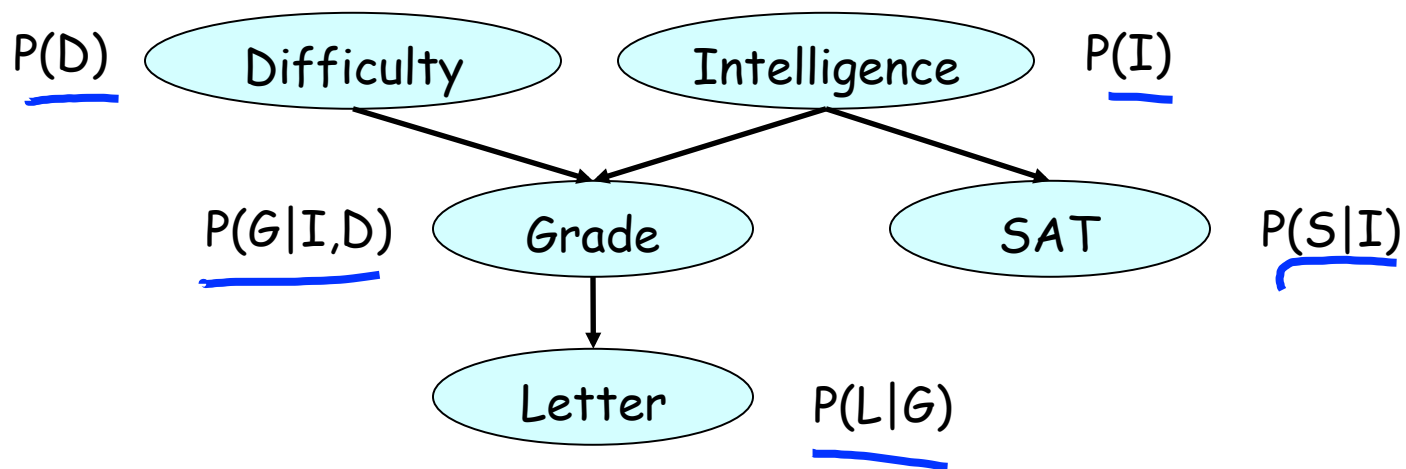 P(D) Difficulty Intelligence P(I)
P(G|I,D) Grade SAT P(S|I)
Letter P(L|G)